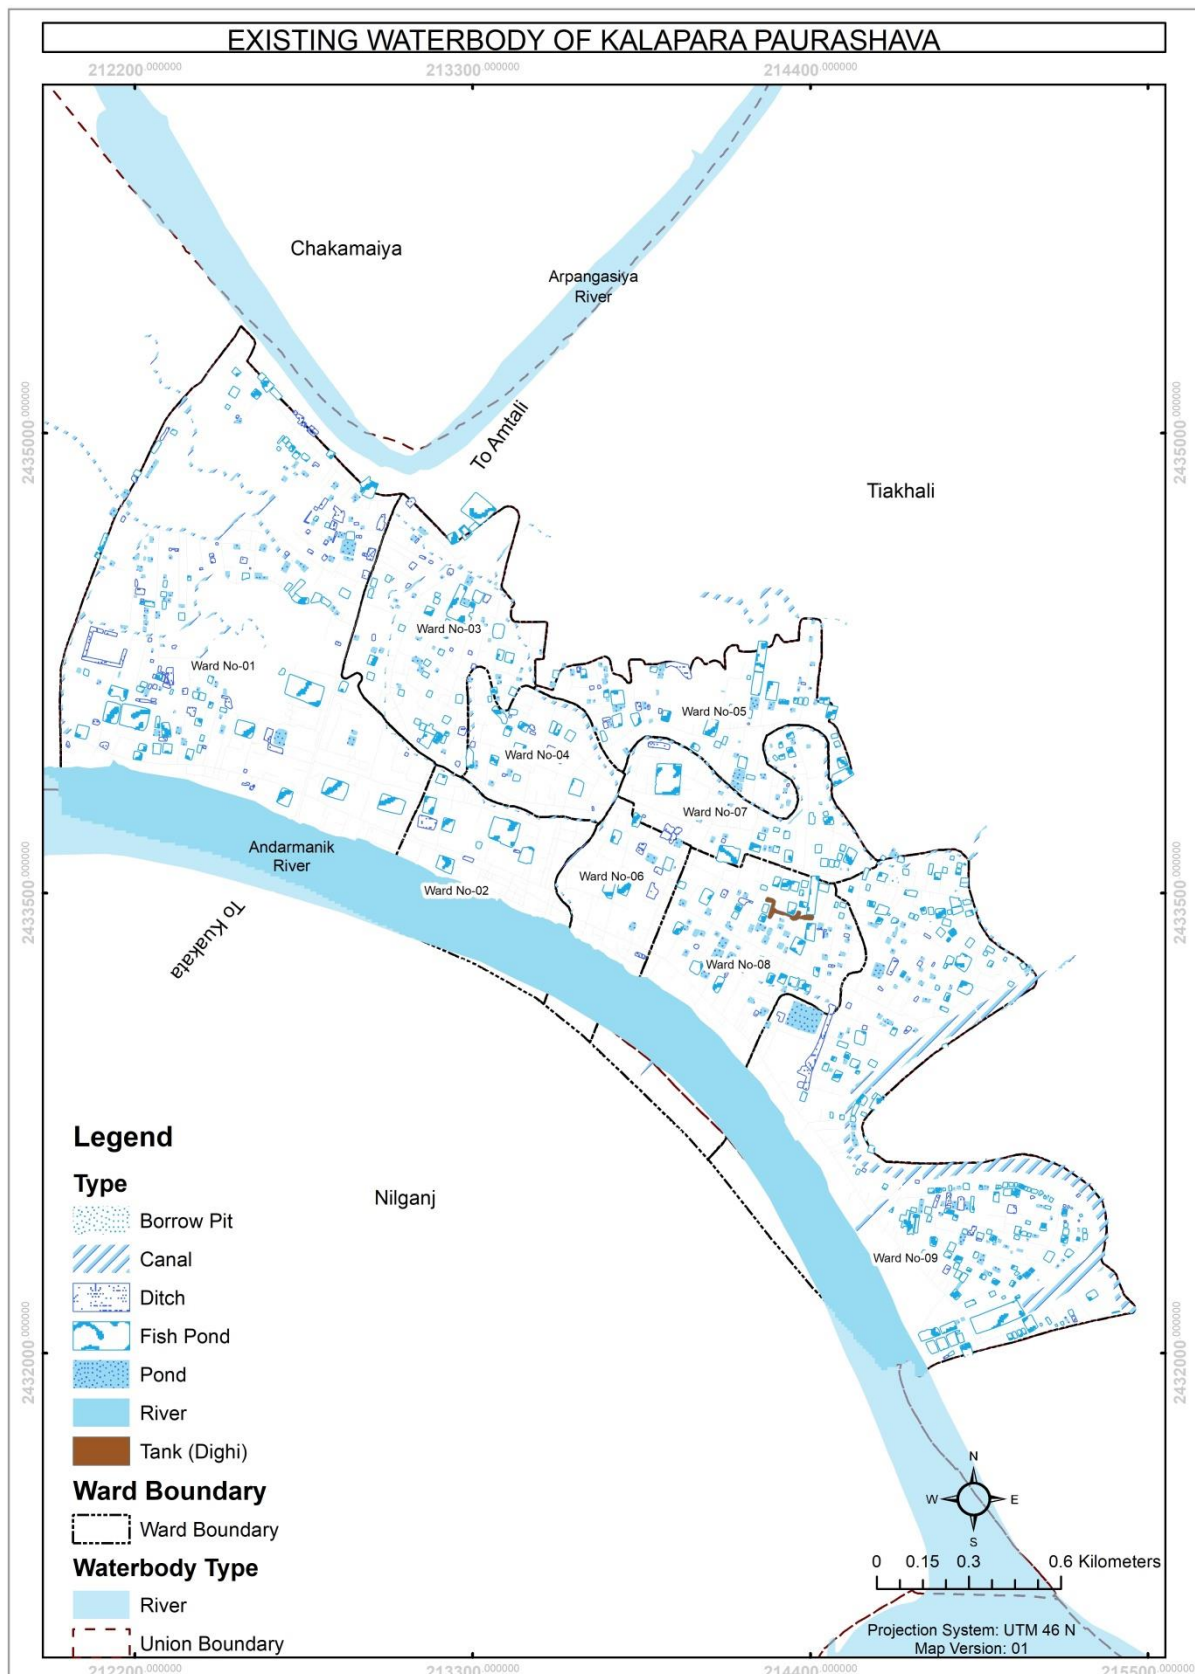 EXISTING WATERBODY OF KALAPARA PAURASHAVA
212200.000000
213300.000000
214400.000000
Chakamaiya
Arpangasiya
River
2435000.000000
2435000.000000
To Amtali
Tiakhali
Ward No-03
Ward No-01
Ward No-05
Ward No-04
Ward No-07
Andarmanik
River
Ward No-06
Ward No-02
2433500.000000
2433500.000000
To Kuakata
Ward No-08
Nilganj
Ward No-09
Legend
Type
Borrow Pit
Canal
Ditch
Fish Pond
Pond
River
Tank (Dighi)
Ward Boundary
Ward Boundary
Waterbody Type
River
Union Boundary
2432000.000000
2432000.000000
N
W
E
S
0 0.15 0.3 0.6 Kilometers
Projection System: UTM 46 N
Map Version: 01
212200.000000
213300.000000
214400.000000
215500.000000